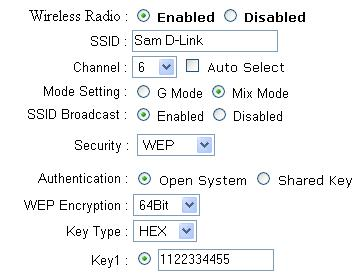 Wireless Radio : Enabled Disabled
SSID : Sam D-Link
Channel : 6 Auto Select
Mode Setting : G Mode Mix Mode
SSID Broadcast : Enabled Disabled
Security : WEP
Authentication : Open System Shared Key
WEP Encryption : 64Bit
Key Type : HEX
Key1 : 1122334455